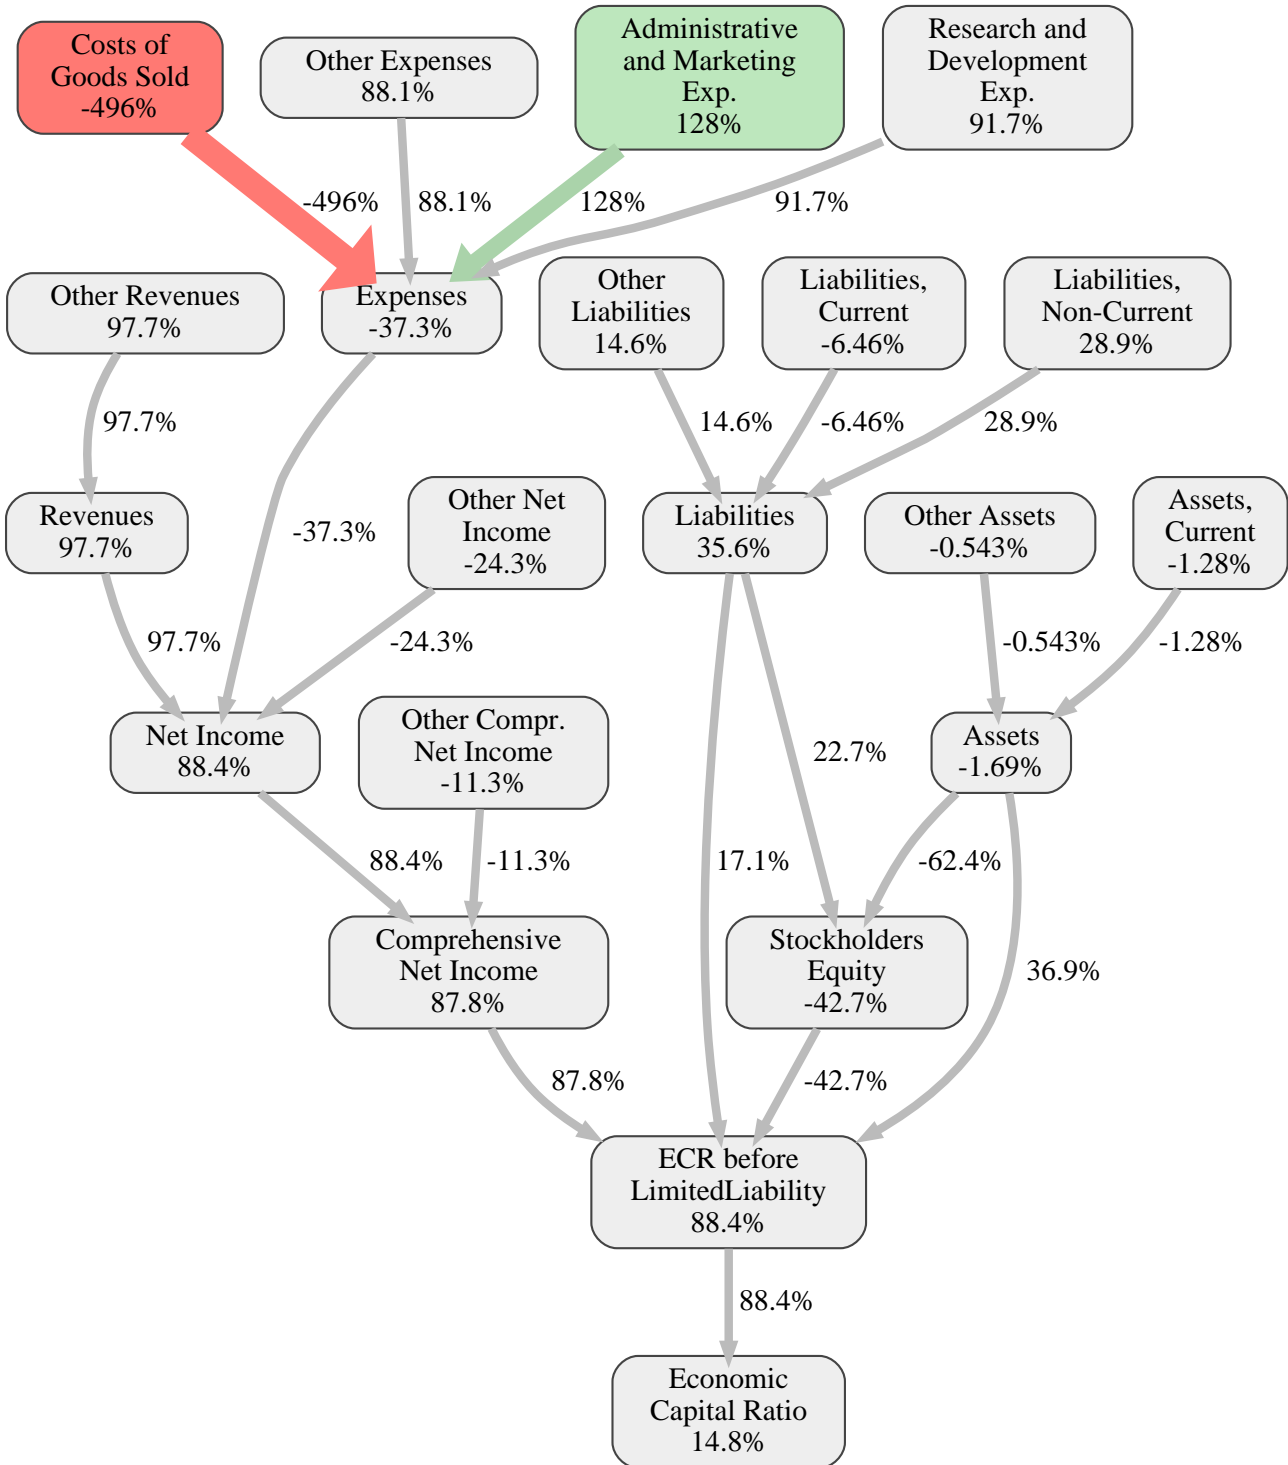 Costs of
Goods Sold
-496%
Other Expenses
88.1%
Administrative
and Marketing
Exp.
128%
Research and
Development
Exp.
91.7%
-496%
88.1%
128%
91.7%
Other Revenues
97.7%
Expenses
-37.3%
Other
Liabilities
14.6%
Liabilities,
Current
-6.46%
Liabilities,
Non-Current
28.9%
97.7%
14.6%
-6.46%
28.9%
Revenues
97.7%
-37.3%
Other Net
Income
-24.3%
Liabilities
35.6%
Other Assets
-0.543%
Assets,
Current
-1.28%
97.7%
-24.3%
-0.543%
-1.28%
Net Income
88.4%
Other Compr.
Net Income
-11.3%
22.7%
Assets
-1.69%
88.4%
-11.3%
17.1%
-62.4%
Comprehensive
Net Income
87.8%
Stockholders
Equity
-42.7%
36.9%
87.8%
-42.7%
ECR before
LimitedLiability
88.4%
88.4%
Economic
Capital Ratio
14.8%